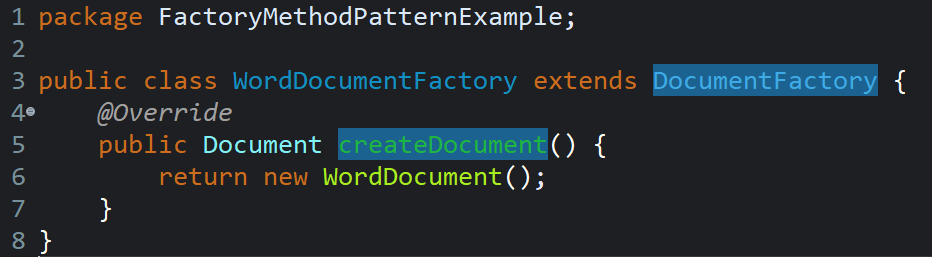 1 package FactoryMethodPatternExample;
2
3 public class WordDocumentFactory extends DocumentFactory {
4 @Override
5 public Document createDocument() {
6 return new WordDocument();
7 }
8 }